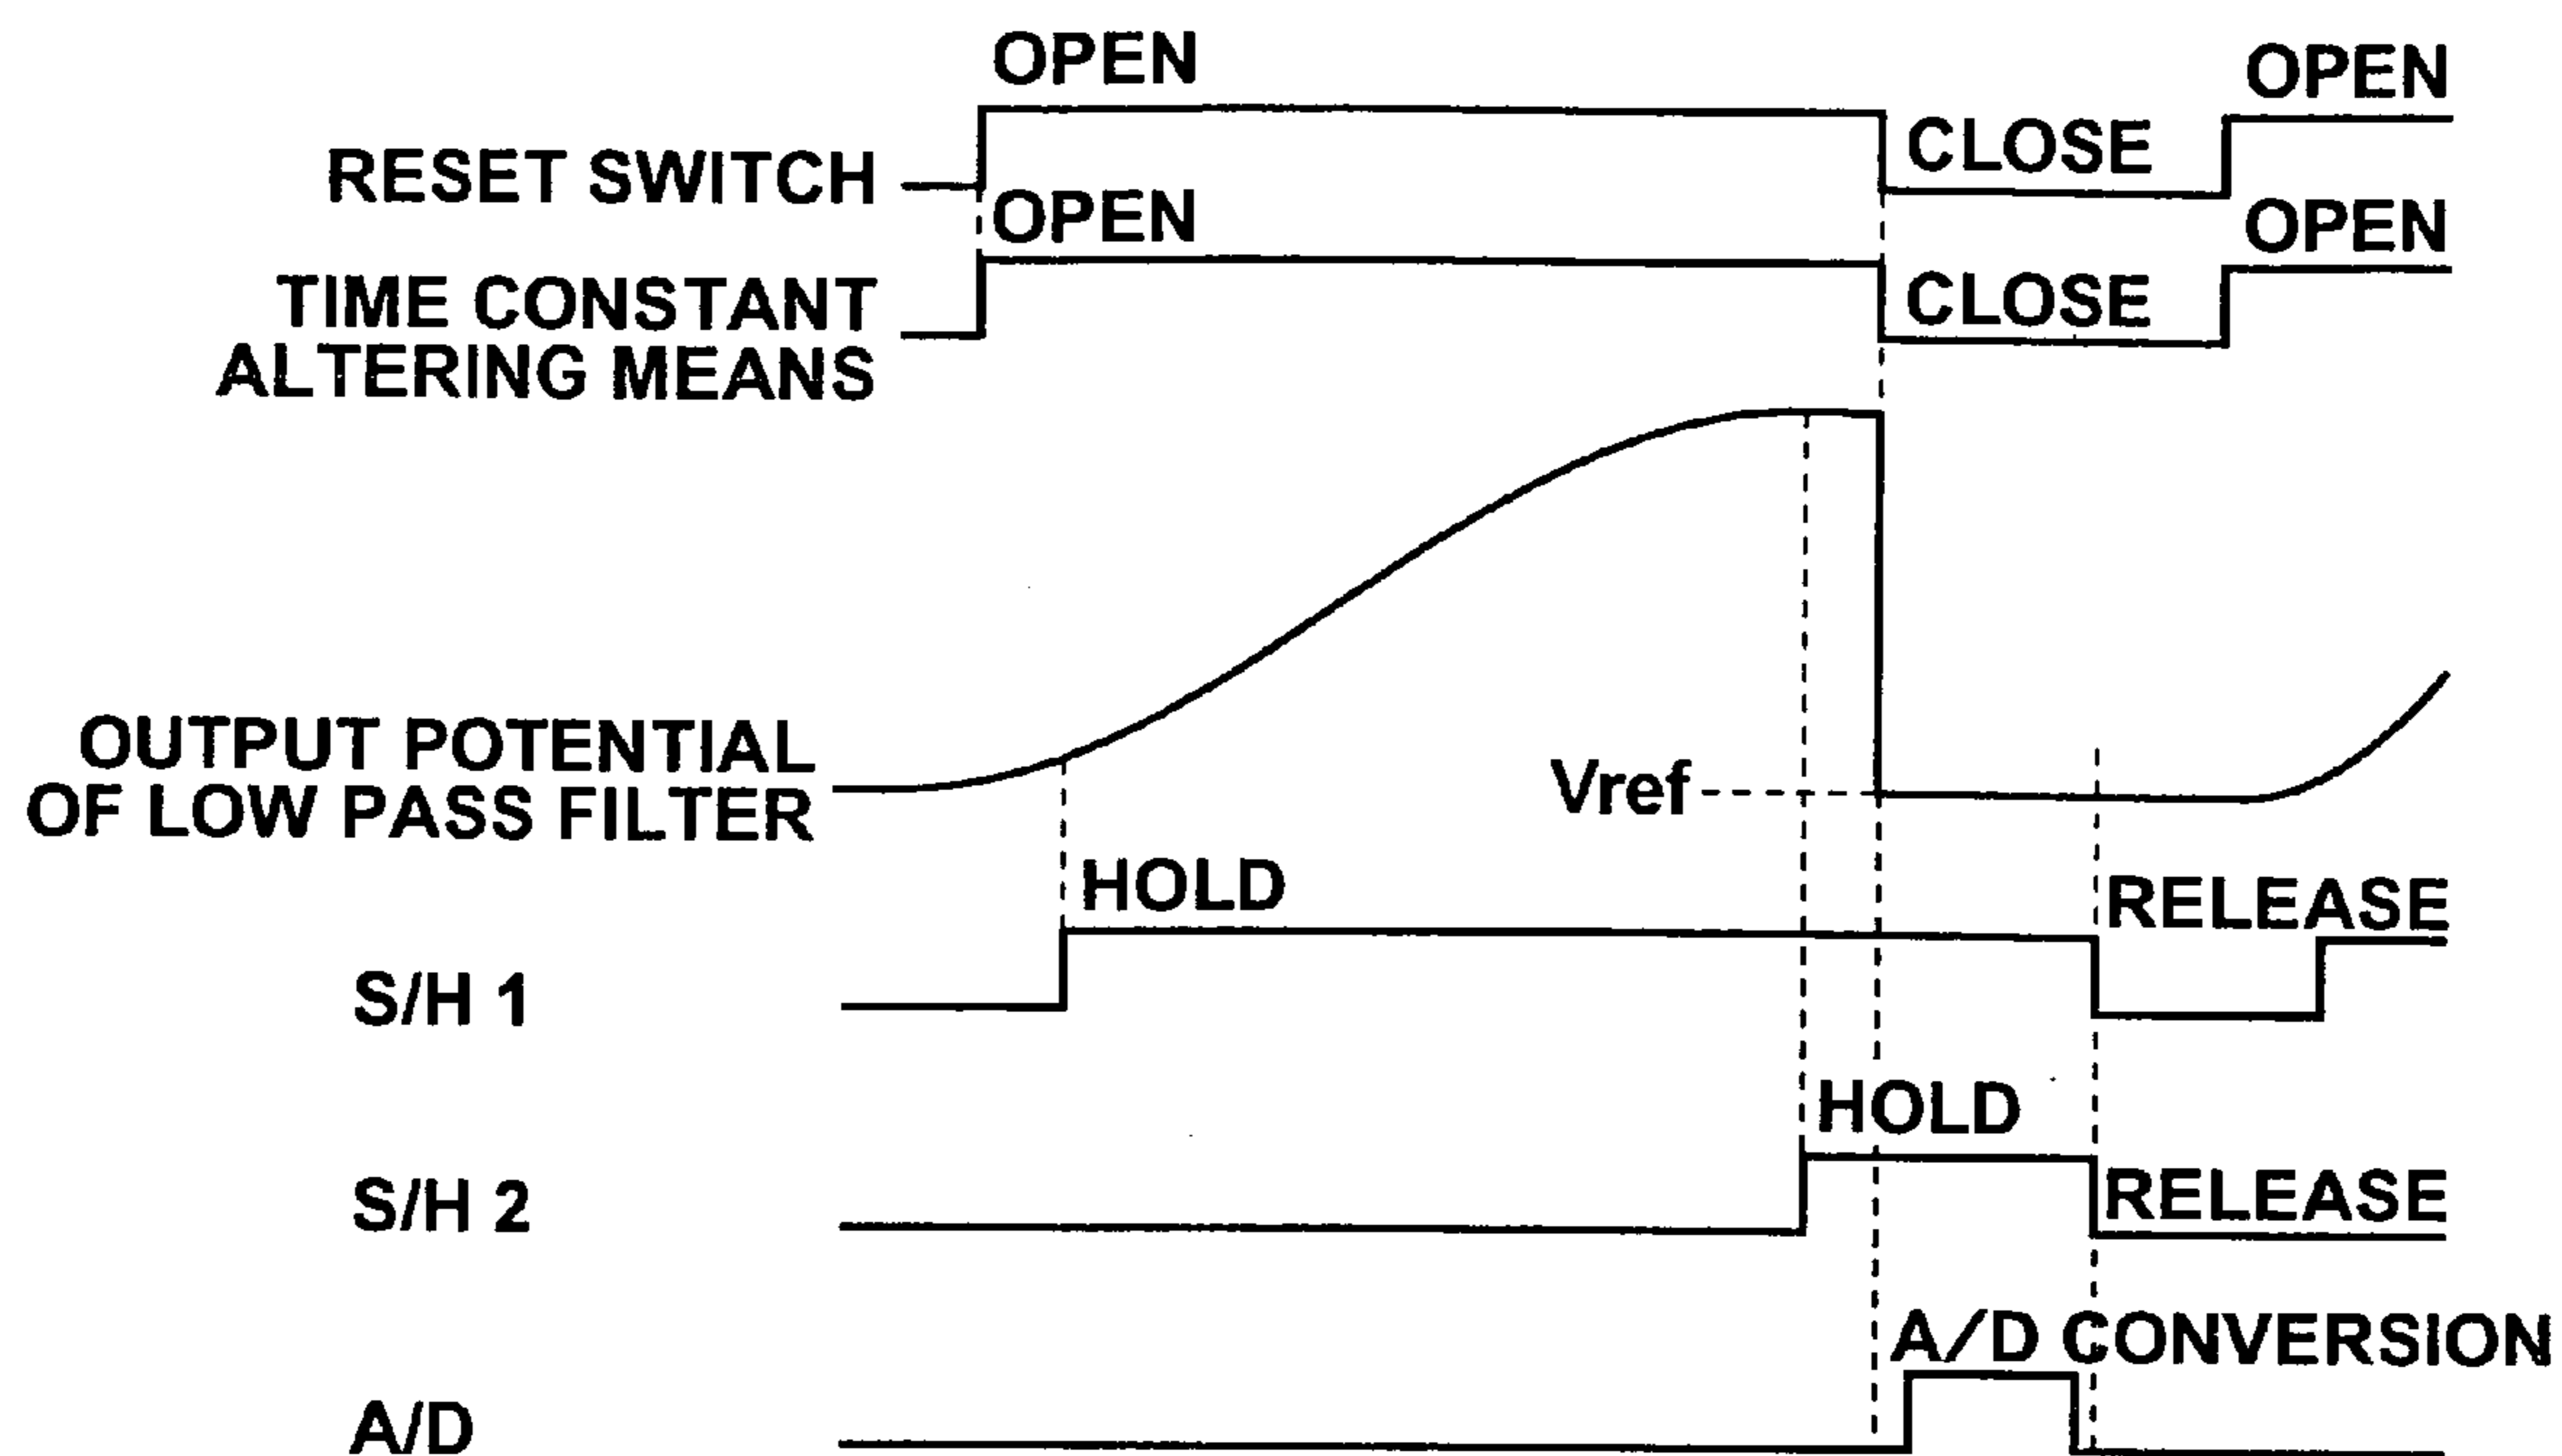 OPEN
OPEN
RESET SWITCH
CLOSE
OPEN
OPEN
TIME CONSTANT
ALTERING MEANS
CLOSE
OUTPUT POTENTIAL
OF LOW PASS FILTER
Vref
HOLD
RELEASE
S/H 1
HOLD
S/H 2
RELEASE
A/D CONVERSION
A/D